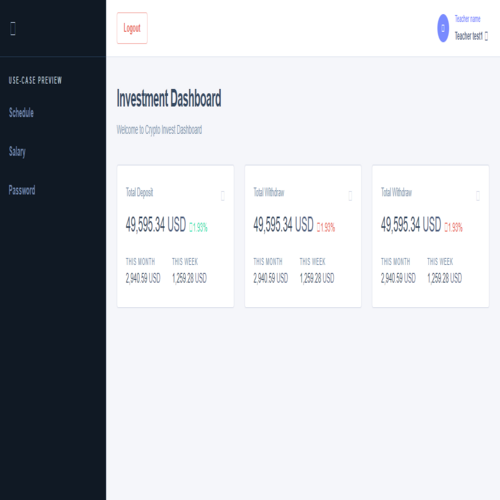 Logout
Teacher name
Teacher test1
USE-CASE PREVIEW
Schedule
Salary
Password
Investment Dashboard
Welcome to Crypto Invest Dashboard
Total Deposit
49,595.34 USD 1.93%
THIS MONTH THIS WEEK
2,940.59 USD 1,259.28 USD
Total Withdraw
49,595.34 USD 1.93%
THIS MONTH THIS WEEK
2,940.59 USD 1,259.28 USD
Total Withdraw
49,595.34 USD 1.93%
THIS MONTH THIS WEEK
2,940.59 USD 1,259.28 USD